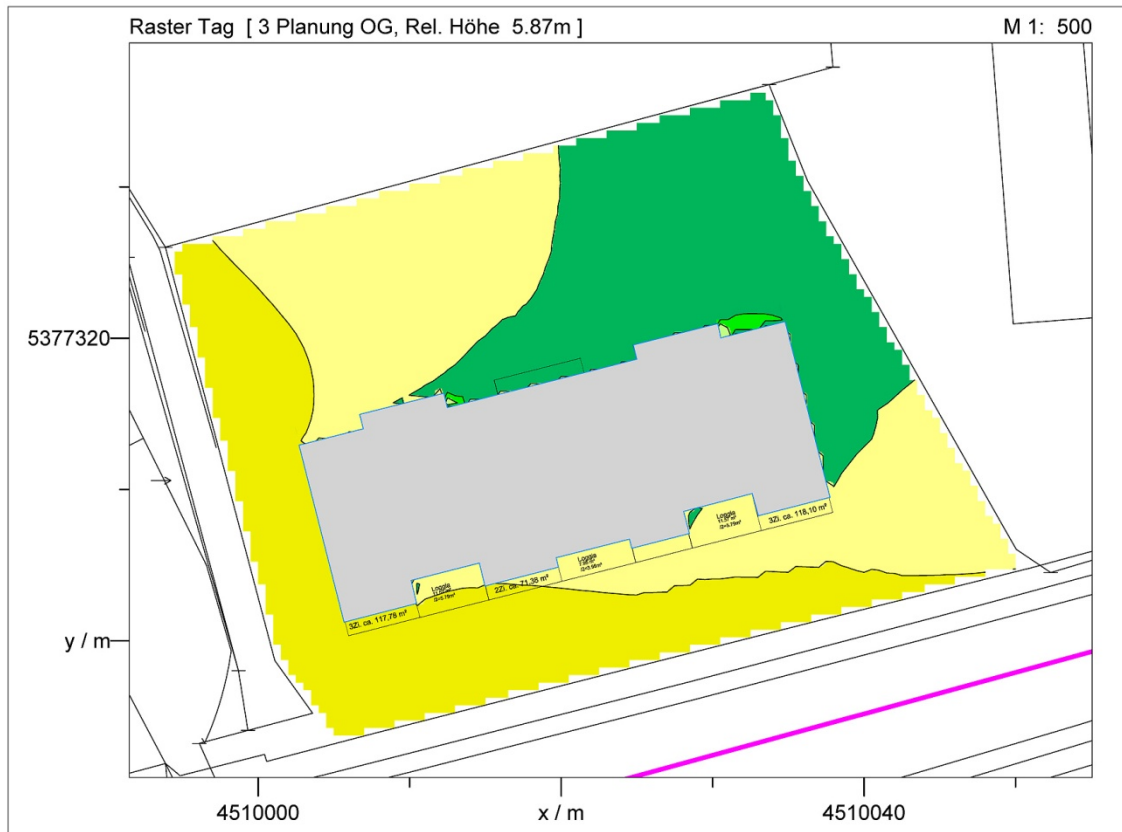 Raster Tag [ 3 Planung OG, Rel. Höhe 5.87m ]
M 1: 500
5377320
y / m
Loggia
3Zi. ca. 118,10 m²
Loggia
2Zi. ca. 71,38 m²
Loggia
3Zi. ca. 117,78 m²
4510000
x / m
4510040